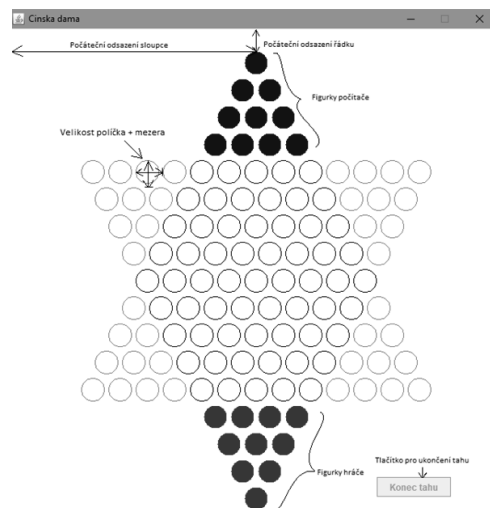 Cinska dama
Počáteční odsazení sloupce
Počáteční odsazení řádku
Figurky počítače
Velikost políčka + mezera
Figurky hráče
Tlačítko pro ukončení tahu
Konec tahu